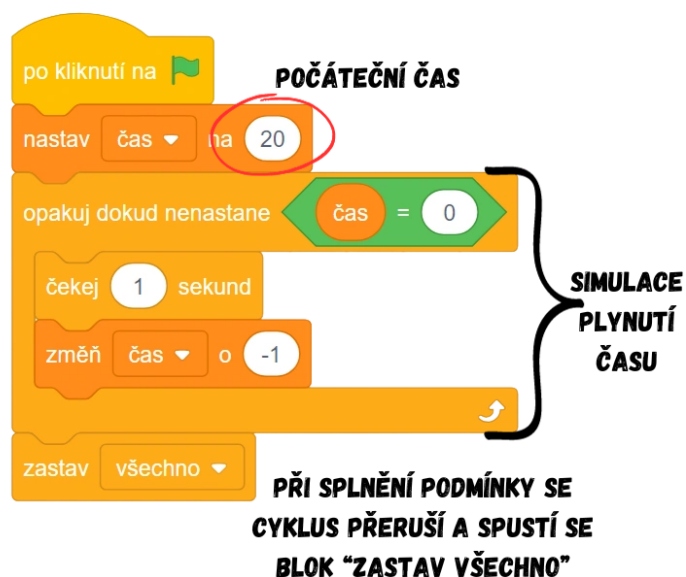 po kliknutí na
POČÁTEČNÍ ČAS
nastav čas na 20
opakuj dokud nenastane čas = 0
čekej 1 sekund
změň čas o -1
SIMULACE
PLYNUTÍ
ČASU
zastav všechno
PŘI SPLNĚNÍ PODMÍNKY SE
CYKLUS PŘERUŠÍ A SPUSTÍ SE
BLOK “ZASTAV VŠECHNO”